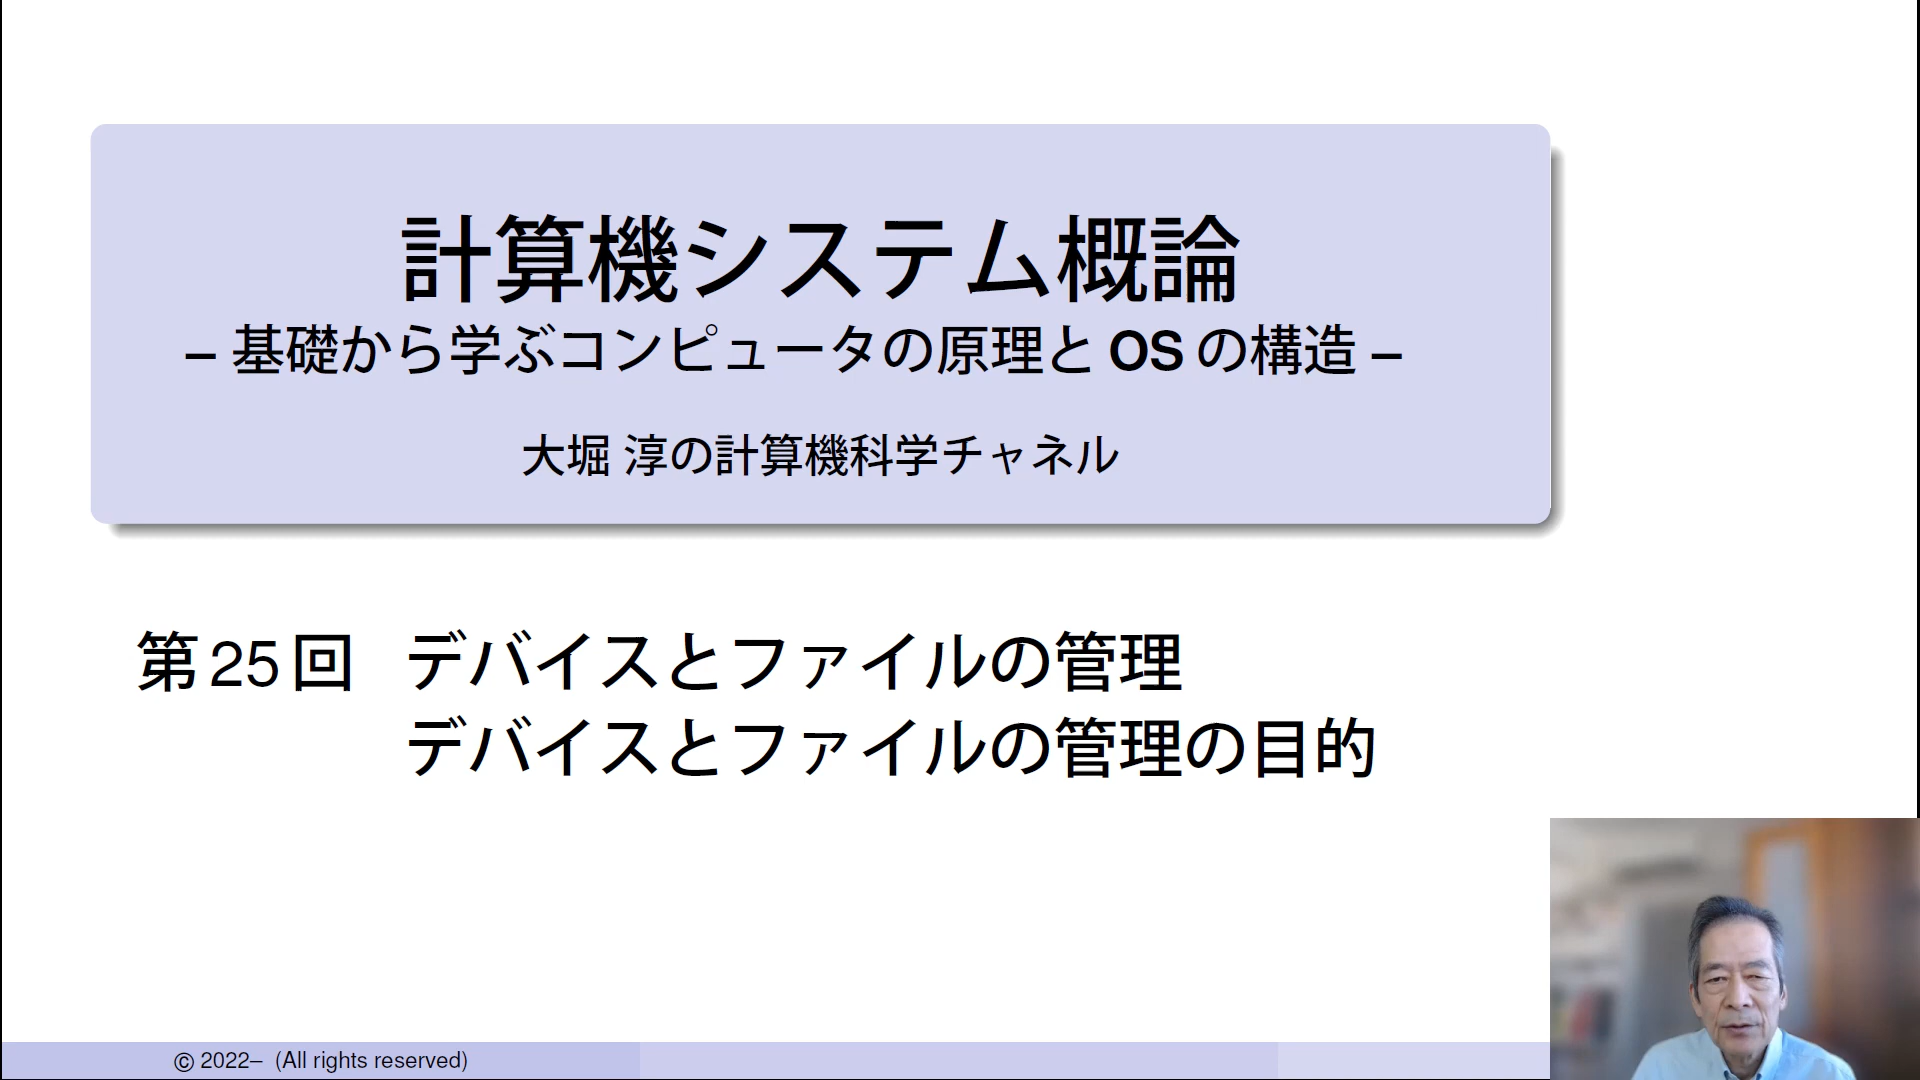 計算機システム概論
– 基礎から学ぶコンピュータの原理と OS の構造 –
大堀 淳の計算機科学チャネル
第 25 回 デバイスとファイルの管理
デバイスとファイルの管理の目的
© 2022– (All rights reserved)